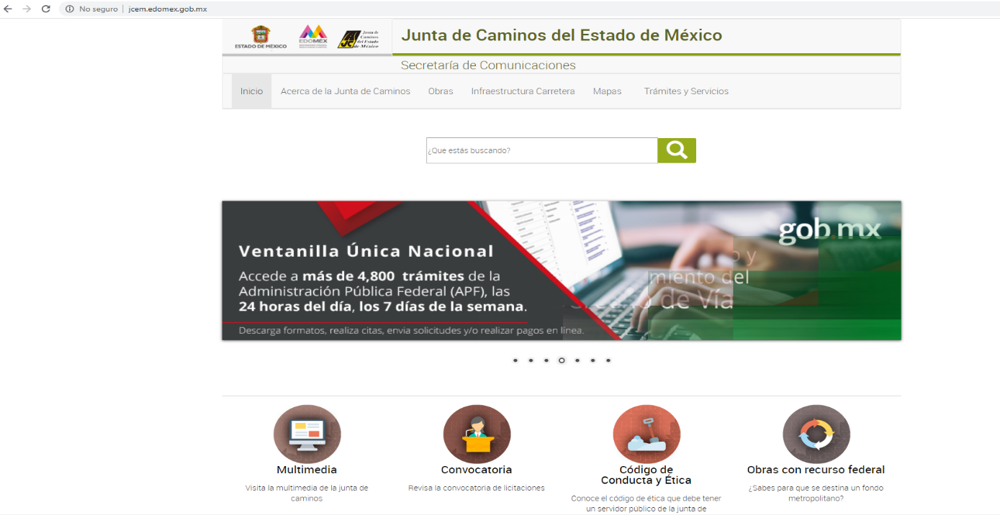 No seguro | jcem.edomex.gob.mx
ESTADO DE MÉXICO
EDOMÉX
Junta de
Caminos
del Estado
de México
Junta de Caminos del Estado de México
Secretaría de Comunicaciones
Inicio Acerca de la Junta de Caminos Obras Infraestructura Carretera Mapas Trámites y Servicios
¿Que estás buscando?
gob.mx
Ventanilla Única Nacional
Accede a más de 4,800 trámites de la
Administración Pública Federal (APF), las
24 horas del día, los 7 días de la semana.
Descarga formatos, realiza citas, envia solicitudes y/o realizar pagos en línea.
y
miento del
de Vía
Multimedia
Visita la multimedia de la junta de
caminos
Convocatoria
Revisa la convocatoria de licitaciones
Código de
Conducta y Ética
Conoce el código de ética que debe tener
un servidor público de la junta de
Obras con recurso federal
¿Sabes para que se destina un fondo
metropolitano?